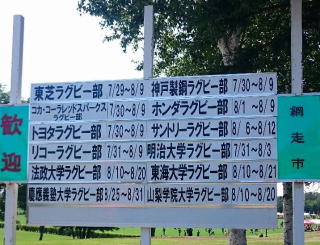 歓迎
東芝ラグビー部 7/29~8/9
コカ・コーラレッドスパークス
ラグビー部 7/30~8/9
トヨタラグビー部 7/30~8/9
リコーラグビー部 7/31~8/9
法政大学ラグビー部 8/10~8/20
慶應義塾大学ラグビー部 8/25~8/31
神戸製鋼ラグビー部 7/30~8/9
ホンダラグビー部 8/1~8/9
サントリーラグビー部 8/6~8/12
明治大学ラグビー部 7/31~8/3
東海大学ラグビー部 8/10~8/21
山梨学院大学ラグビー部 8/10~8/20
網走市